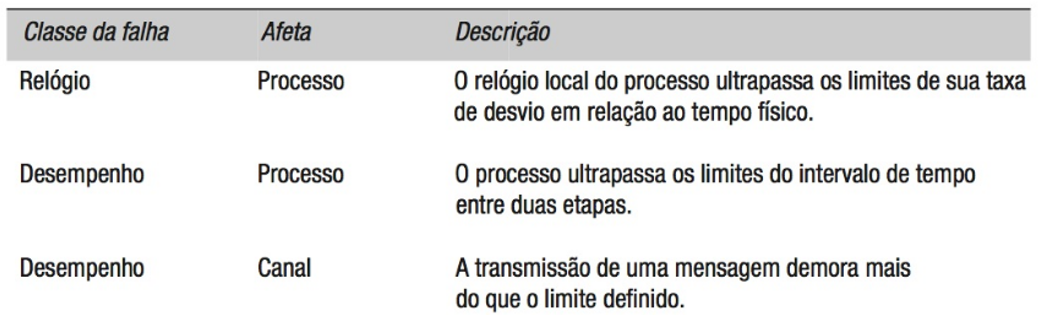 Classe da falha Afeta Descrição
Relógio Processo O relógio local do processo ultrapassa os limites de sua taxa
de desvio em relação ao tempo físico.
Desempenho Processo O processo ultrapassa os limites do intervalo de tempo
entre duas etapas.
Desempenho Canal A transmissão de uma mensagem demora mais
do que o limite definido.